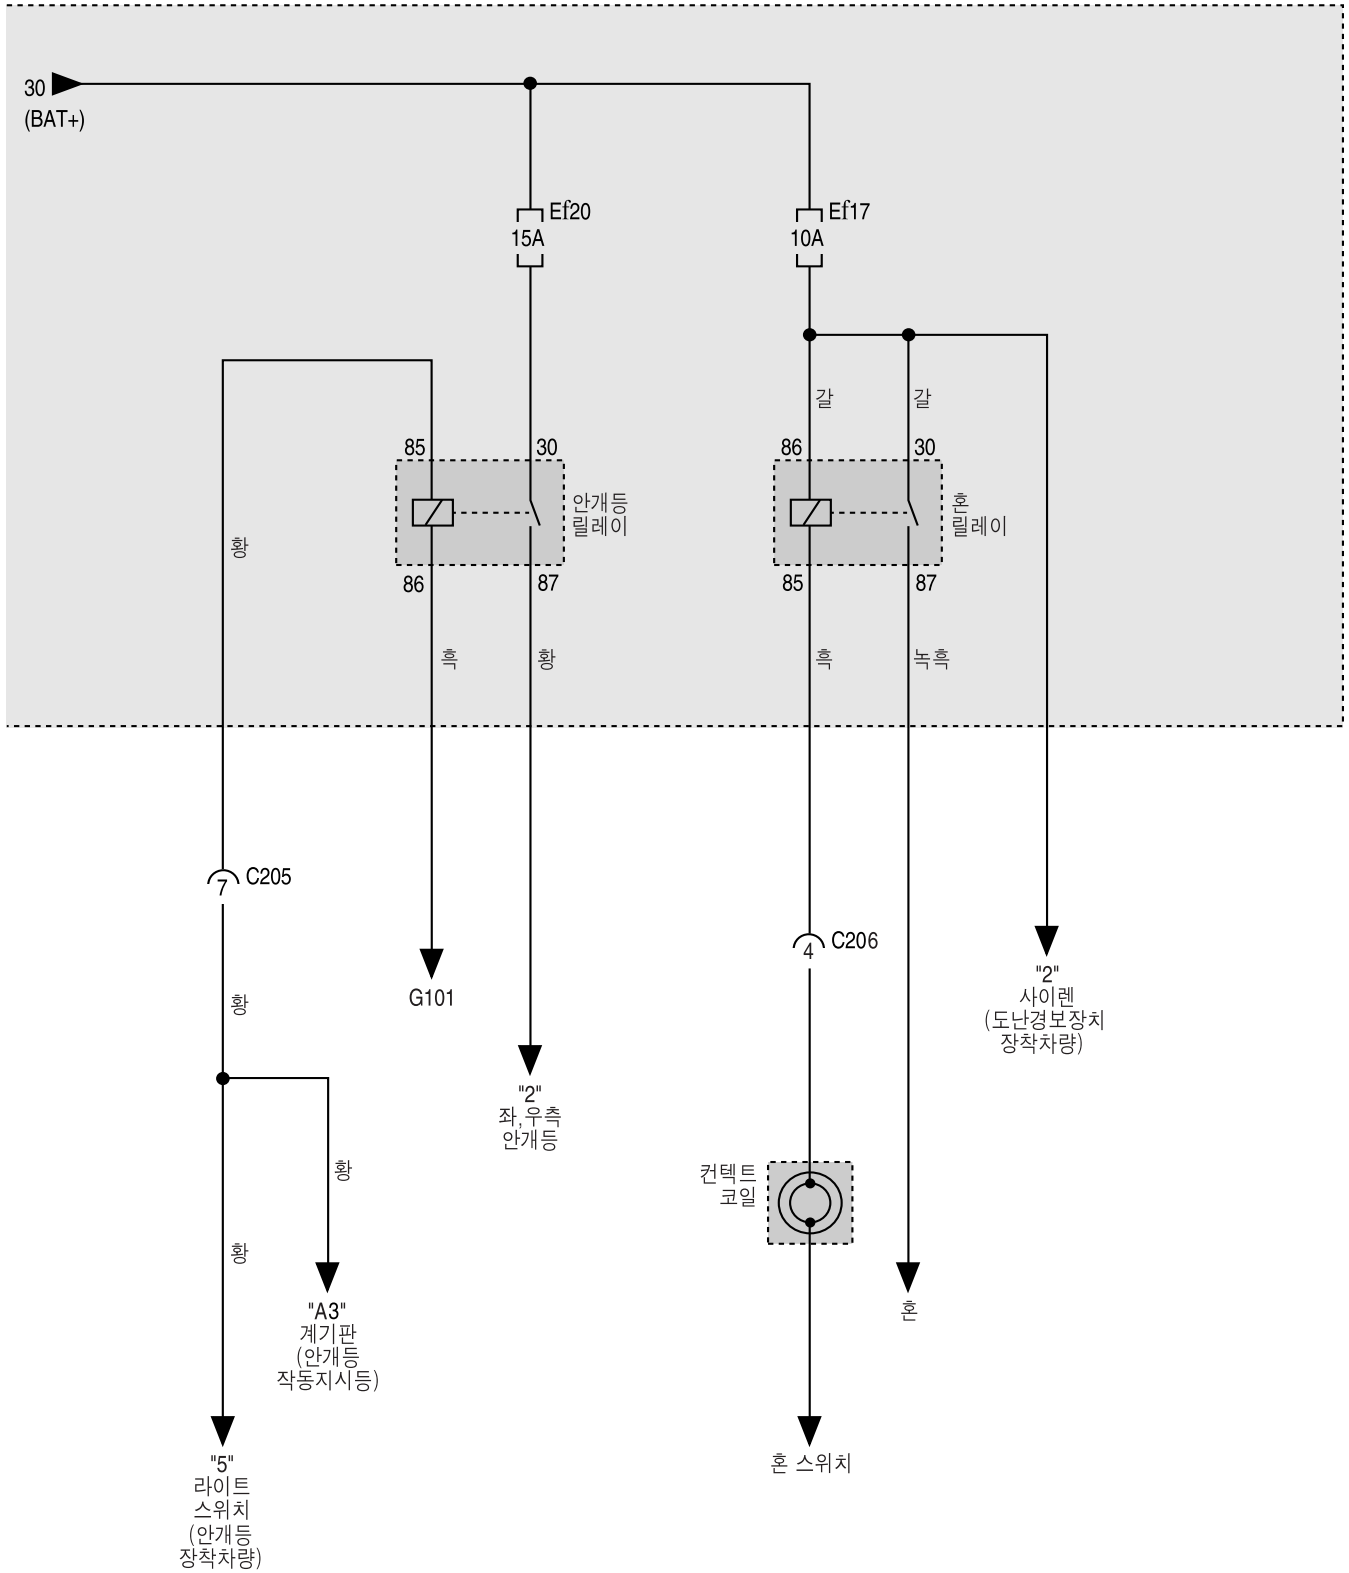 30
(BAT+)
Ef20
15A
Ef17
10A
갈
갈
85
30
86
30
안개등
릴레이
혼
릴레이
황
86
87
85
87
흑
황
흑
녹흑
7
C205
4
C206
황
G101
"2"
사이렌
(도난경보장치
장착차량)
"2"
좌,우측
안개등
황
컨텍트
코일
황
"A3"
계기판
(안개등
작동지시등)
혼
"5"
라이트
스위치
(안개등
장착차량)
혼 스위치